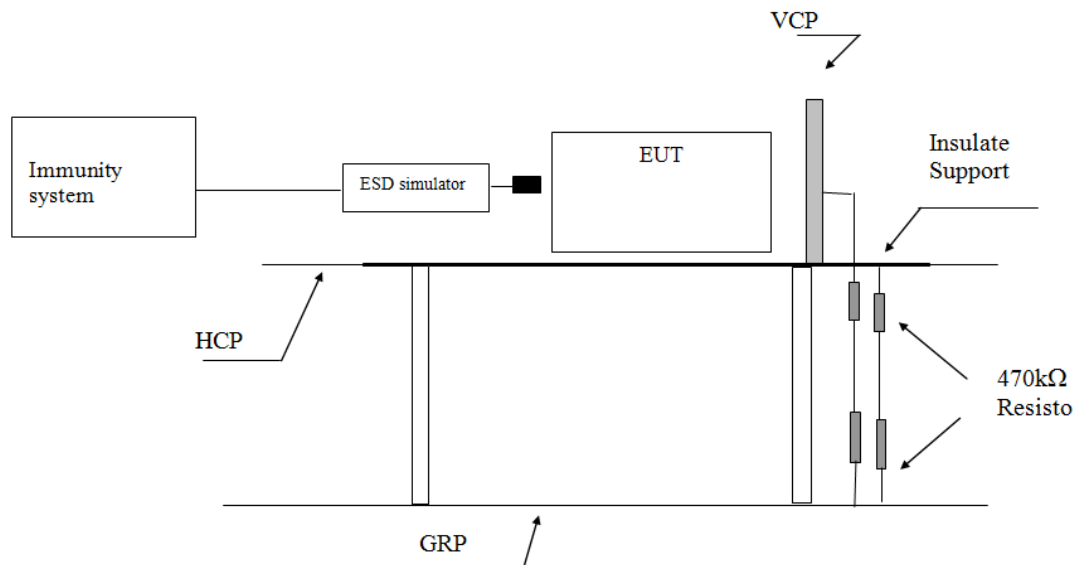 VCP
Immunity
system
ESD simulator
EUT
Insulate
Support
HCP
470kΩ
Resisto
GRP